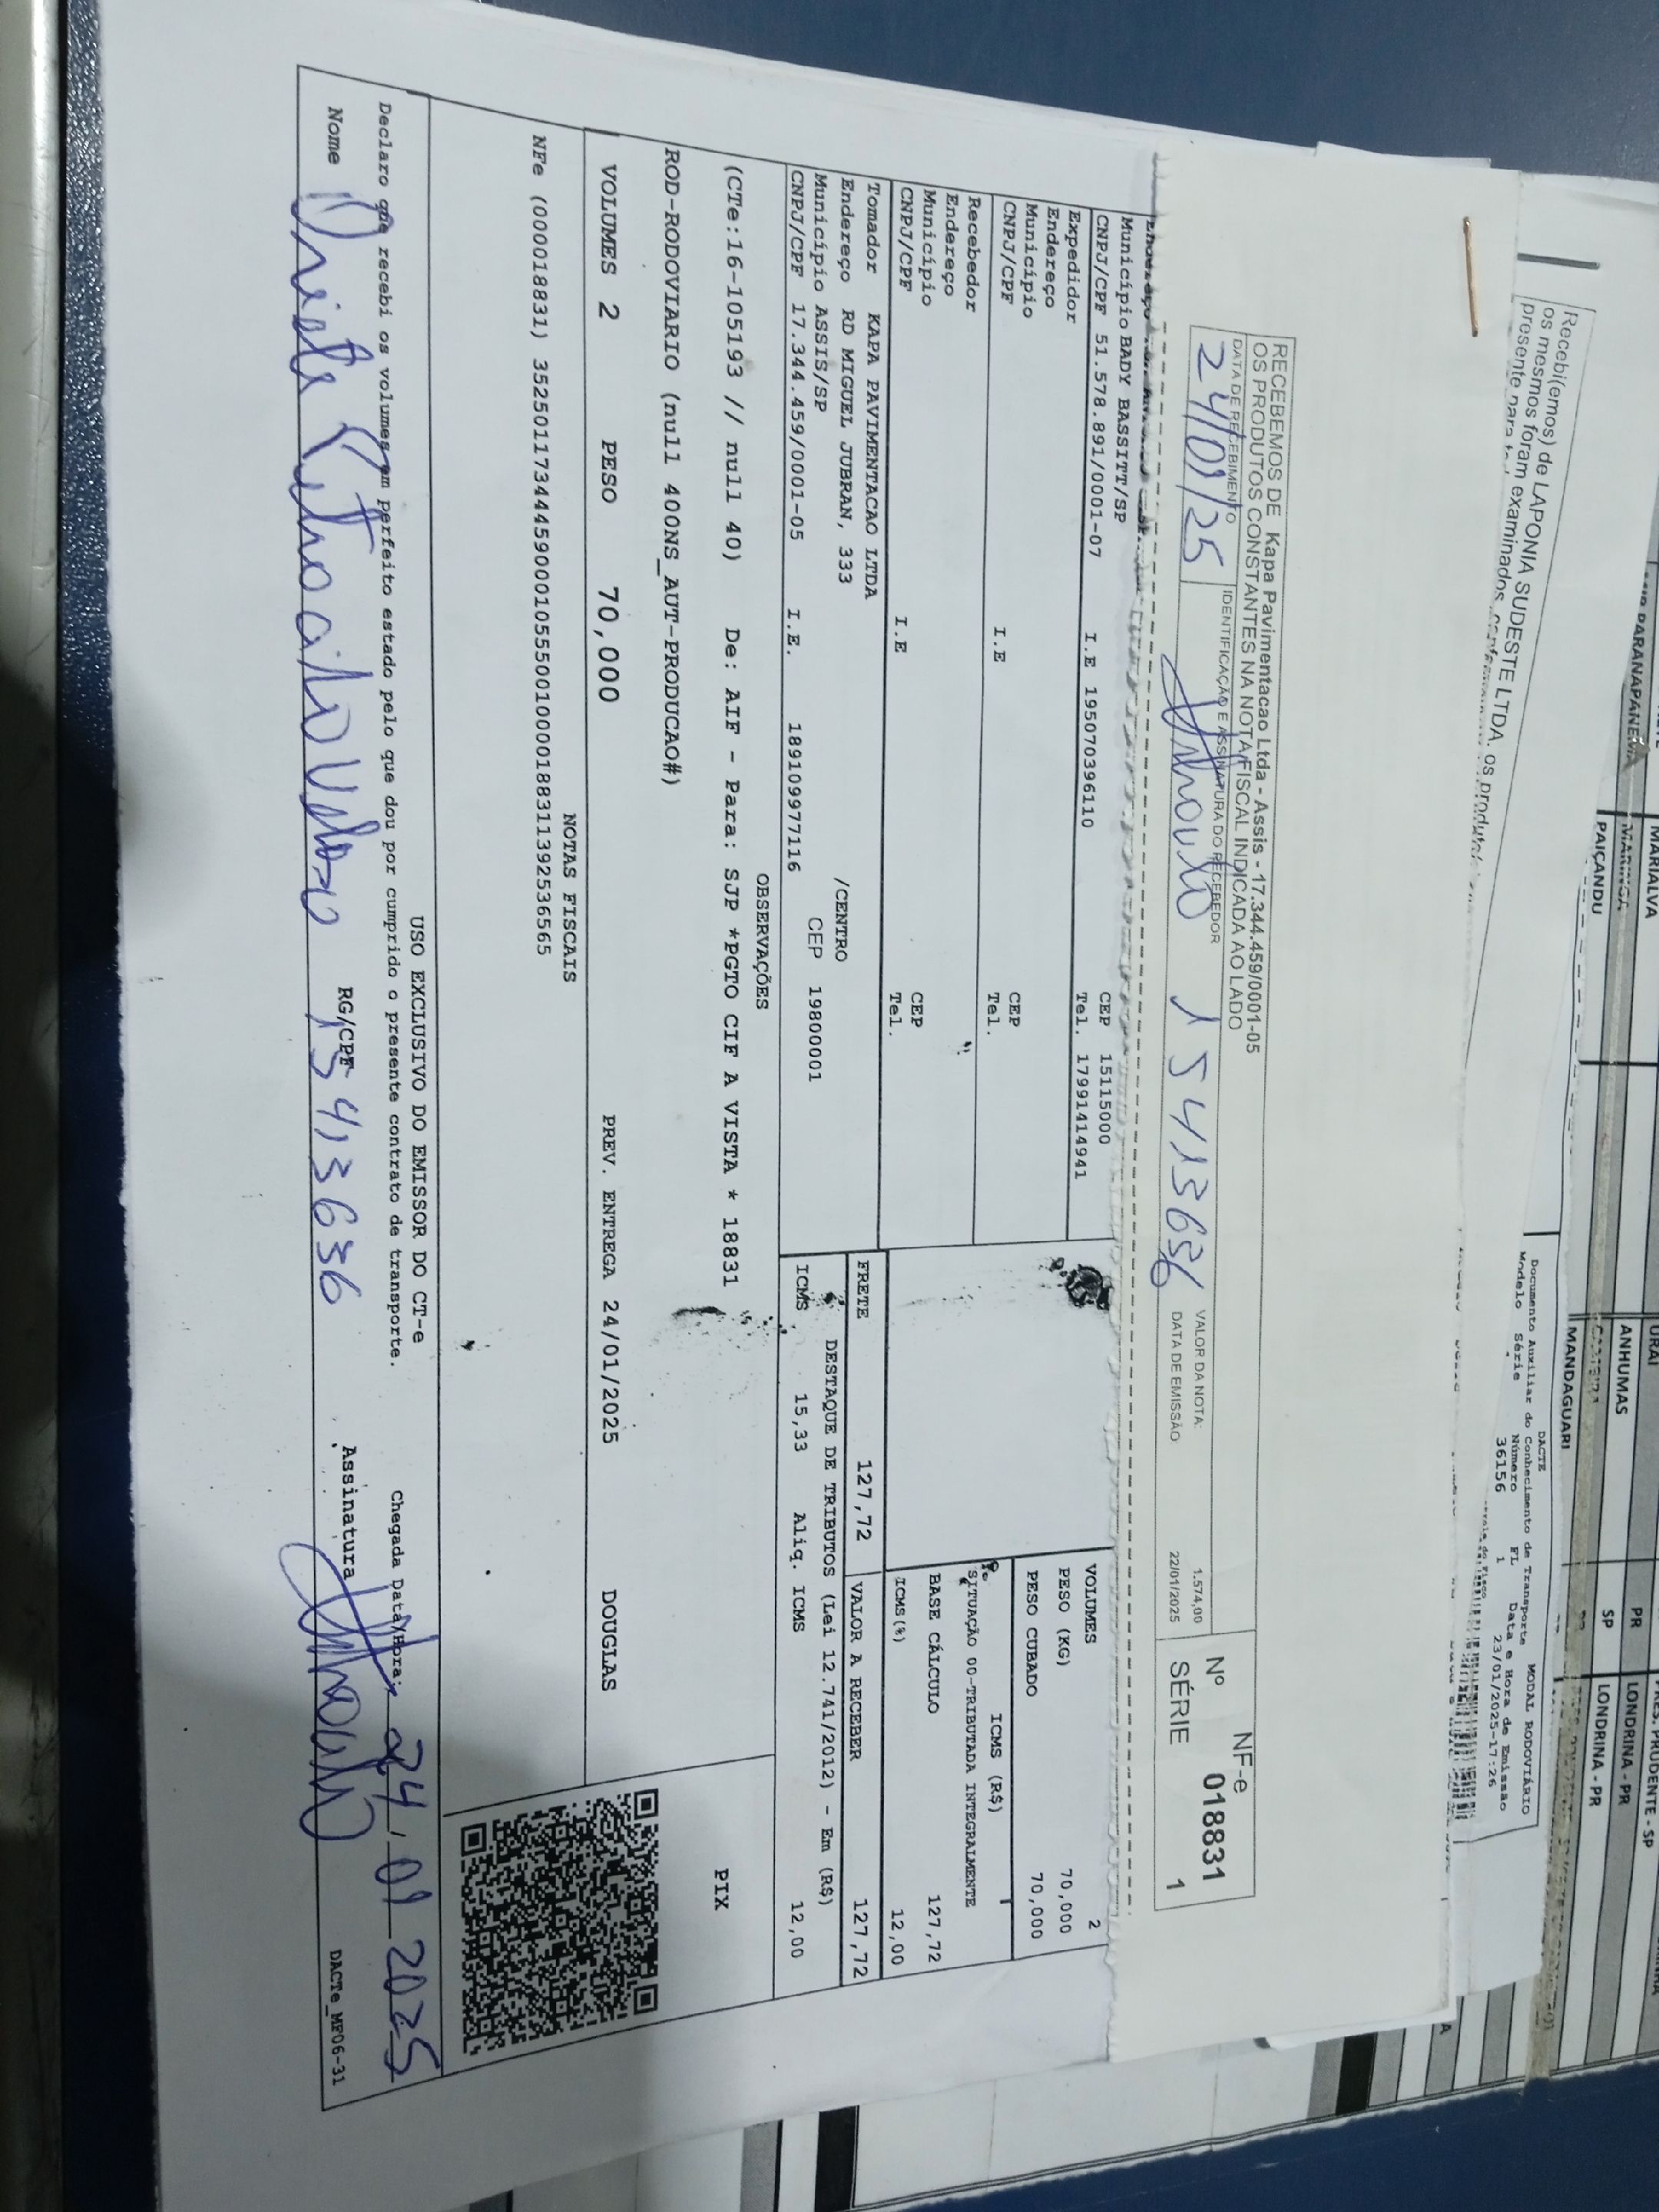 MARIALVA
MARINGA
PAIÇANDU
URAI
ANHUMAS
MANDAGUARI
PR
SP
PRES. PRUDENTE - SP
LONDRINA - PR
LONDRINA - PR
Recebi(emos) de LAPONIA SUDESTE LTDA. os produtos
os mesmos foram examinados
presente para
DACTE
MODAL RODOVIÁRIO
Documento Auxiliar do Conhecimento de Transporte
Modelo Série Número FL Data e Hora de Emissão
36156 1 23/01/2025-17:26
RECEBEMOS DE Kapa Pavimentacao Ltda - Assis - 17.344.459/0001-05
OS PRODUTOS CONSTANTES NA NOTA FISCAL INDICADA AO LADO
DATA DE RECEBIMENTO
24/01/25
IDENTIFICAÇÃO E ASSINATURA DO RECEBEDOR
15413636
VALOR DA NOTA: 1.574,00
DATA DE EMISSÃO: 22/01/2025
NF-e
Nº 018831
SÉRIE 1
Município BADY BASSITT/SP CEP 15115000
CNPJ/CPF 51.578.891/0001-07 I.E 195070396110 Tel. 17991414941
Expedidor
Endereço
Município CEP
CNPJ/CPF I.E Tel.
Recebedor
Endereço
Município CEP
CNPJ/CPF I.E Tel.
Tomador KAPA PAVIMENTACAO LTDA
Endereço RD MIGUEL JUBRAN, 333 /CENTRO
Município ASSIS/SP CEP 19800001
CNPJ/CPF 17.344.459/0001-05 I.E. 189109977116
VOLUMES 2
PESO (KG) 70,000
PESO CUBADO 70,000
ICMS (R$)
SITUAÇÃO 00-TRIBUTADA INTEGRALMENTE
BASE CÁLCULO 127,72
ICMS(%) 12,00
FRETE 127,72 VALOR A RECEBER 127,72
DESTAQUE DE TRIBUTOS (Lei 12.741/2012) - Em (R$)
ICMS 15,33 Aliq. ICMS 12,00
OBSERVAÇÕES
(CTe:16-105193 // null 40) De: AIF - Para: SJP *PGTO CIF A VISTA * 18831
ROD-RODOVIARIO (null 400NS_AUT-PRODUCAO#)
PIX
VOLUMES 2 PESO 70,000 PREV. ENTREGA 24/01/2025 DOUGLAS
NOTAS FISCAIS
NFe (000018831) 35250117344459000105550010000188311392536565
USO EXCLUSIVO DO EMISSOR DO CT-e
Declaro que recebi os volumes em perfeito estado pelo que dou por cumprido o presente contrato de transporte.
Chegada Data/Hora: 24/01 2025
Nome
RG/CPF 15413636
Assinatura
DACTe_MF06-31